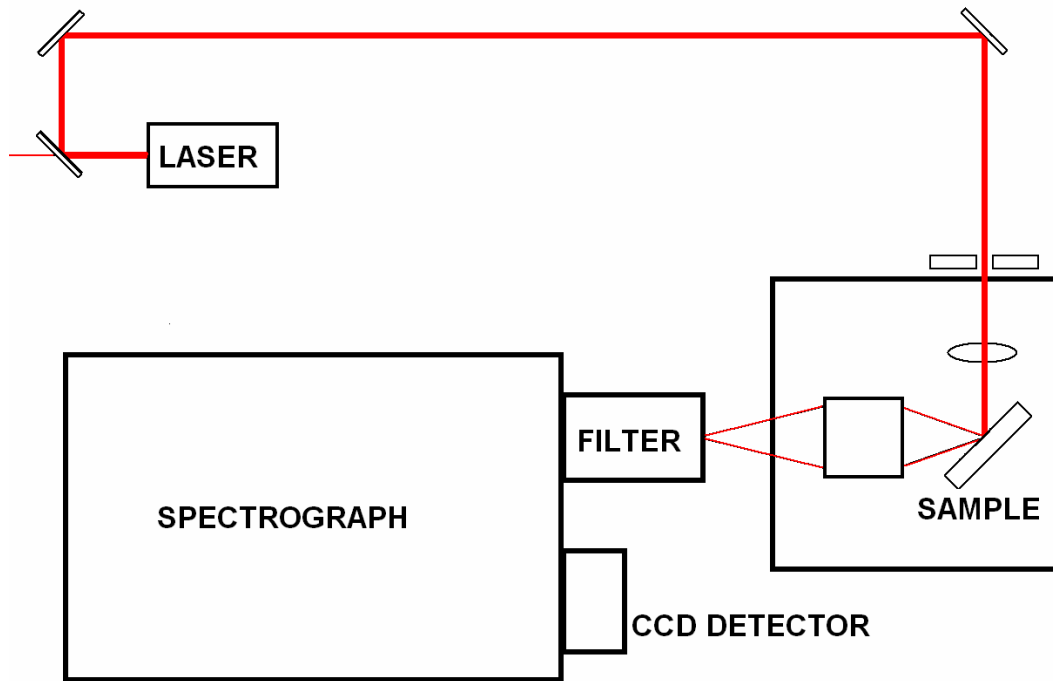 LASER
FILTER
SPECTROGRAPH
SAMPLE
CCD DETECTOR